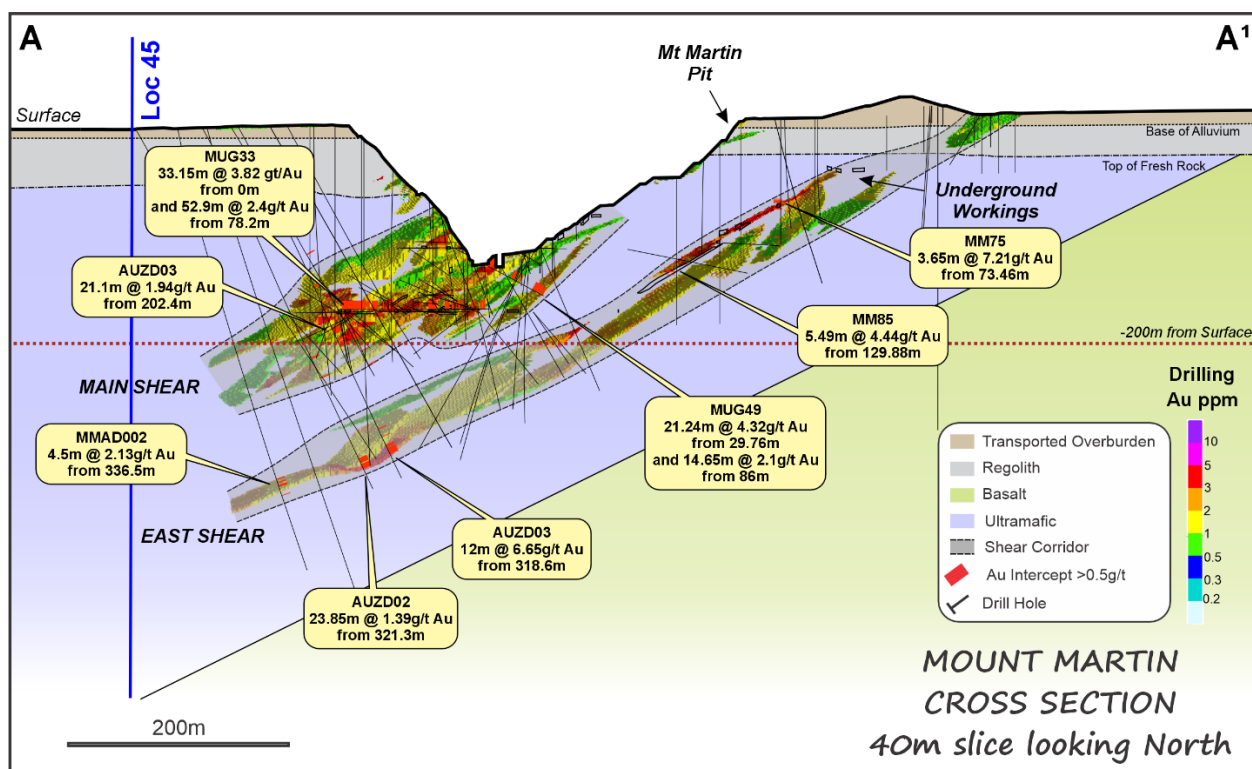 A
A¹
Loc 45
Mt Martin
Pit
Surface
Base of Alluvium
Top of Fresh Rock
MUG33
33.15m @ 3.82 gt/Au
from 0m
and 52.9m @ 2.4g/t Au
from 78.2m
Underground
Workings
MM75
3.65m @ 7.21g/t Au
from 73.46m
AUZD03
21.1m @ 1.94g/t Au
from 202.4m
MM85
5.49m @ 4.44g/t Au
from 129.88m
-200m from Surface
MAIN SHEAR
MUG49
21.24m @ 4.32g/t Au
from 29.76m
and 14.65m @ 2.1g/t Au
from 86m
MMAD002
4.5m @ 2.13g/t Au
from 336.5m
EAST SHEAR
AUZD03
12m @ 6.65g/t Au
from 318.6m
AUZD02
23.85m @ 1.39g/t Au
from 321.3m
Transported Overburden
Regolith
Basalt
Ultramafic
Shear Corridor
Au Intercept >0.5g/t
Drill Hole
Drilling
Au ppm
10
5
3
2
1
0.5
0.3
0.2
200m
MOUNT MARTIN
CROSS SECTION
40m slice looking North